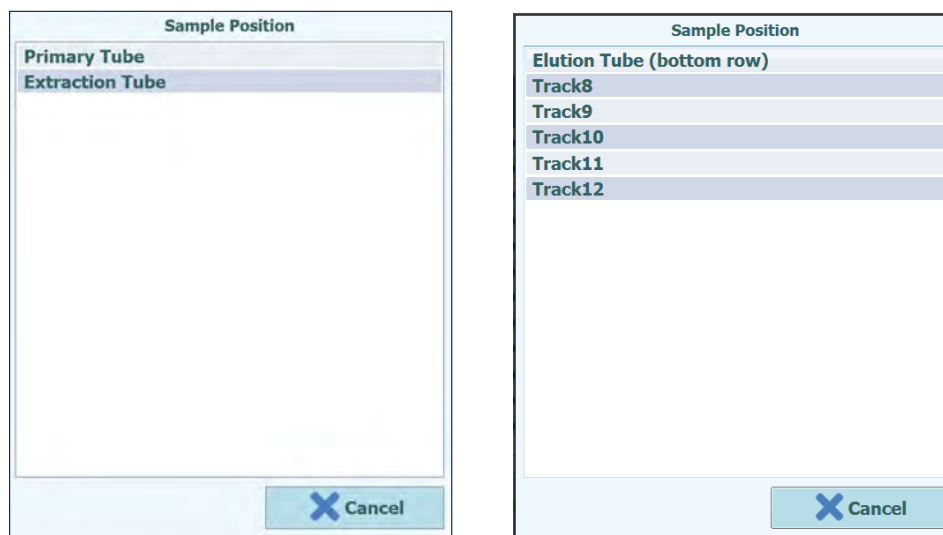 Sample Position
Primary Tube
Extraction Tube
Cancel
Sample Position
Elution Tube (bottom row)
Track8
Track9
Track10
Track11
Track12
Cancel